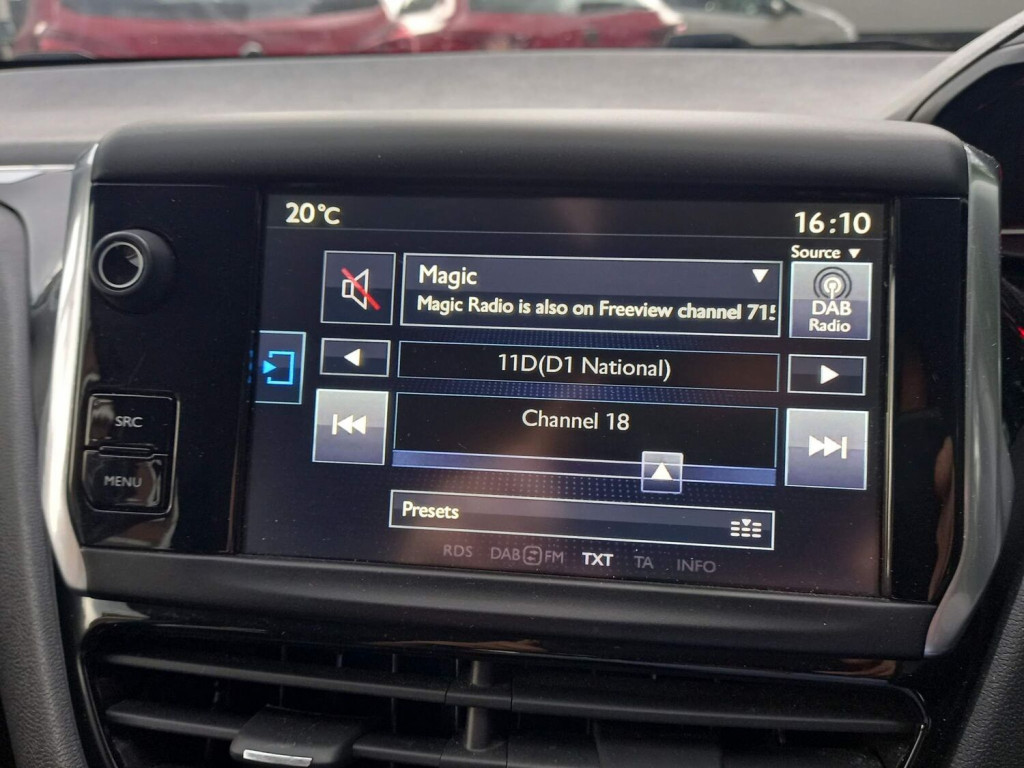 20°C
16:10
Source ▼
Magic
Magic Radio is also on Freeview channel 715
DAB
Radio
11D(D1 National)
SRC
Channel 18
MENU
Presets
RDS DAB FM TXT TA INFO